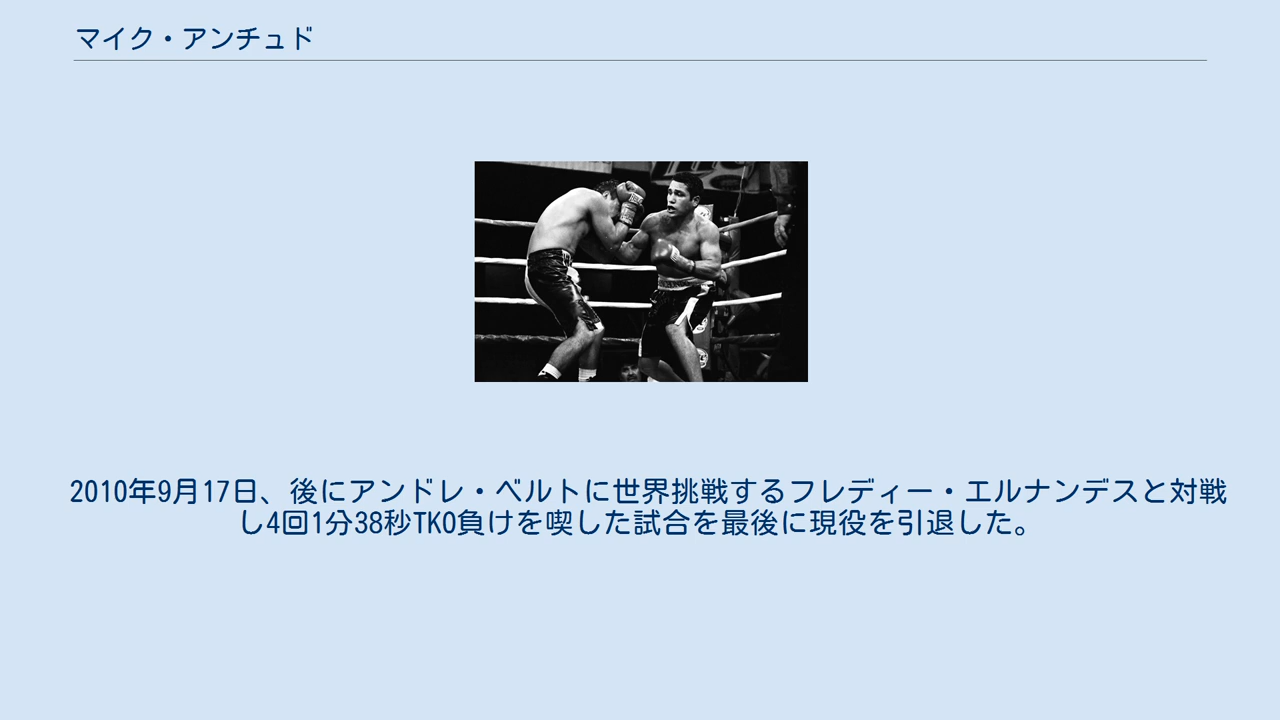 マイク・アンチュド
2010年9月17日、後にアンドレ・ベルトに世界挑戦するフレディー・エルナンデスと対戦
し4回1分38秒TKO負けを喫した試合を最後に現役を引退した。